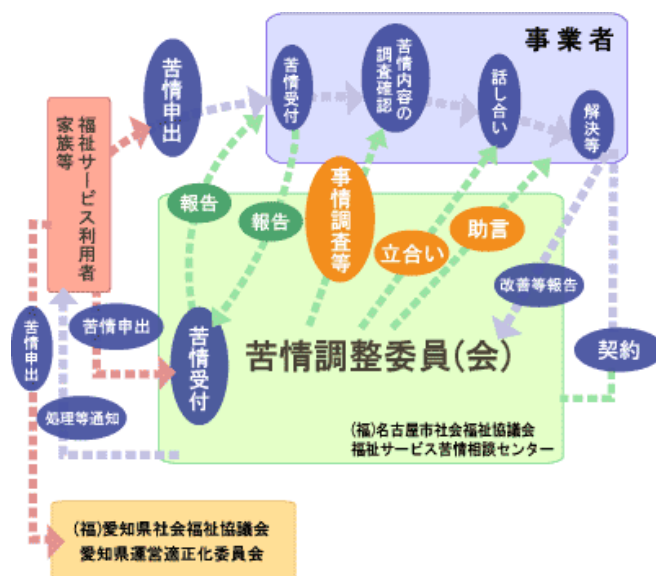 事業者
苦情申出
苦情受付
苦情内容の
調査確認
話し合い
解決等
福祉サービス利用者
家族等
報告
報告
事情調査等
立合い
助言
改善等報告
苦情申出
苦情申出
苦情受付
苦情調整委員(会)
契約
処理等通知
(福)名古屋市社会福祉協議会
福祉サービス苦情相談センター
(福)愛知県社会福祉協議会
愛知県運営適正化委員会